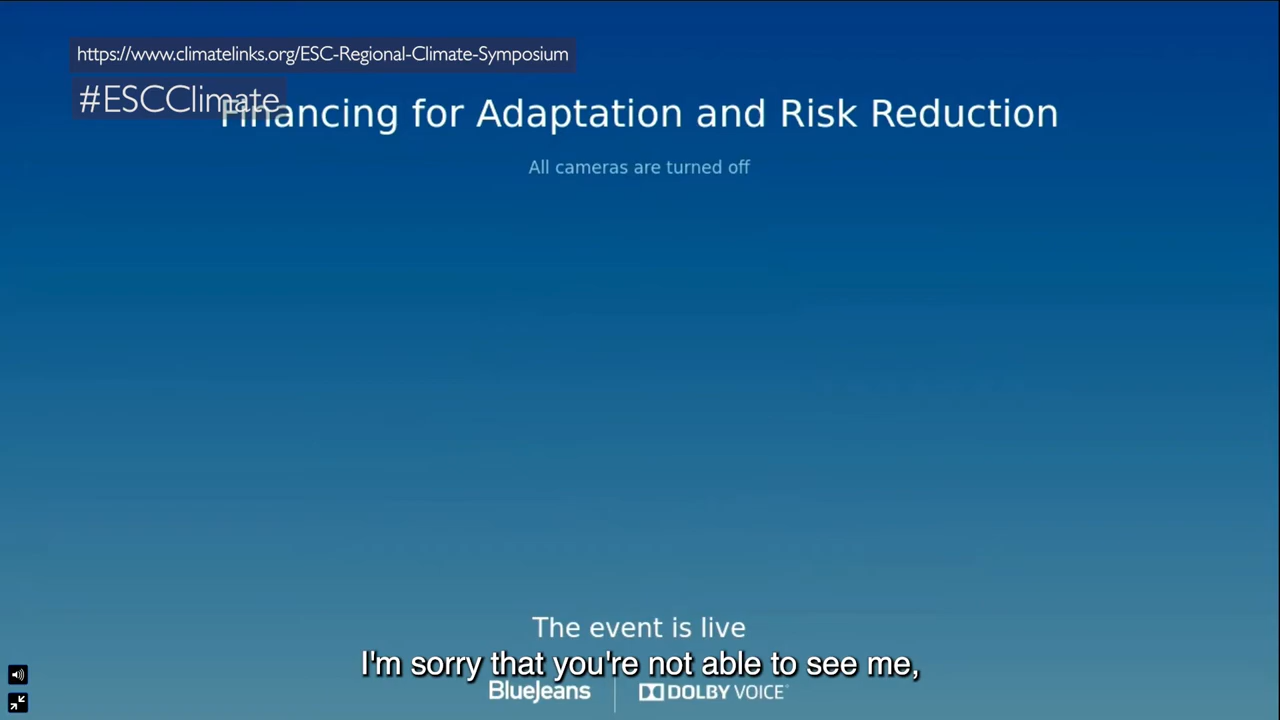 https://www.climatelinks.org/ESC-Regional-Climate-Symposium
#ESCClimate
Financing for Adaptation and Risk Reduction
All cameras are turned off
The event is live
I'm sorry that you're not able to see me,
BlueJeans | DOLBY VOICE